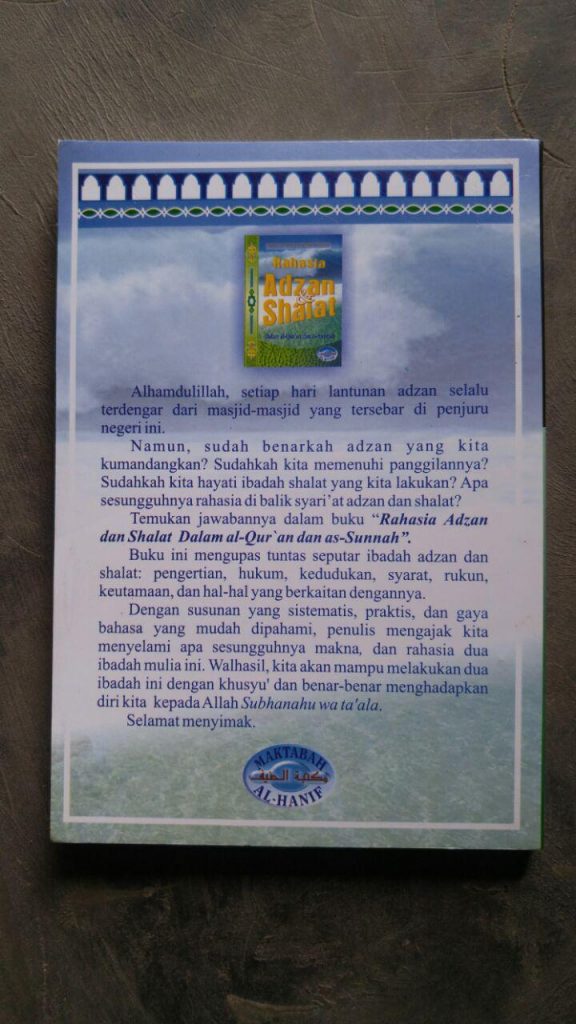 Rahasia
Adzan
&
Shalat
Alhamdulillah, setiap hari lantunan adzan selalu
terdengar dari masjid-masjid yang tersebar di penjuru
negeri ini.
Namun, sudah benarkah adzan yang kita
kumandangkan? Sudahkah kita memenuhi panggilannya?
Sudahkah kita hayati ibadah shalat yang kita lakukan? Apa
sesungguhnya rahasia di balik syari'at adzan dan shalat?
Temukan jawabannya dalam buku “Rahasia Adzan
dan Shalat Dalam al-Qur`an dan as-Sunnah”.
Buku ini mengupas tuntas seputar ibadah adzan dan
shalat: pengertian, hukum, kedudukan, syarat, rukun,
keutamaan, dan hal-hal yang berkaitan dengannya.
Dengan susunan yang sistematis, praktis, dan gaya
bahasa yang mudah dipahami, penulis mengajak kita
menyelami apa sesungguhnya makna, dan rahasia dua
ibadah mulia ini. Walhasil, kita akan mampu melakukan dua
ibadah ini dengan khusyu' dan benar-benar menghadapkan
diri kita kepada Allah Subhanahu wa ta'ala.
Selamat menyimak.
MAKTABAH
مكتبة الحنيف
AL-HANIF